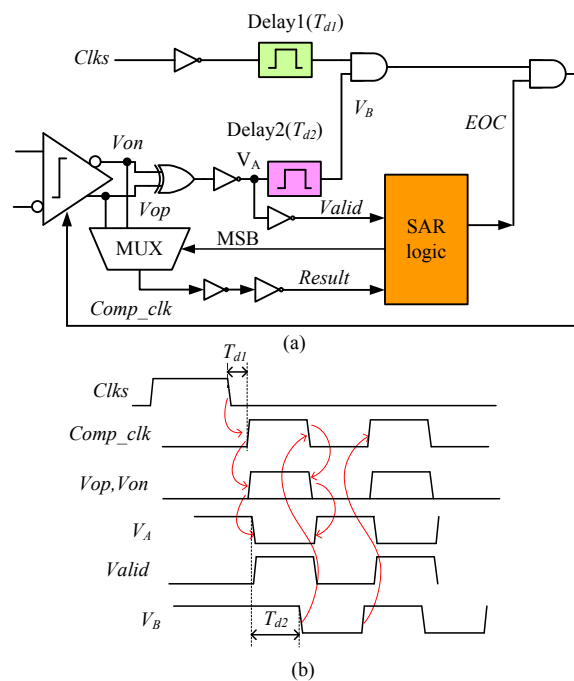 Delay1(Td1)
Clks
VB
Delay2(Td2)
EOC
Von
VA
Vop
Valid
MUX
MSB
SAR
logic
Result
Comp_clk
(a)
Td1
Clks
Comp_clk
Vop,Von
VA
Valid
VB
Td2
(b)